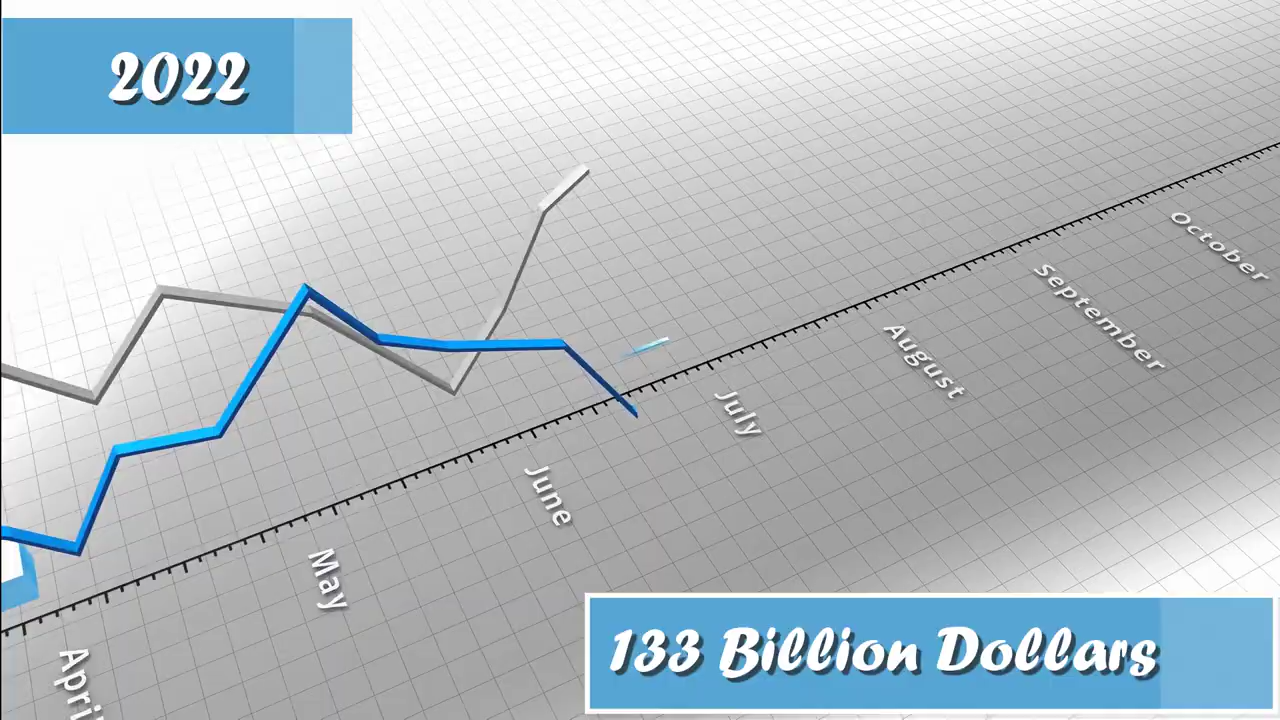 2022
October
September
August
July
June
May
April
133 Billion Dollars